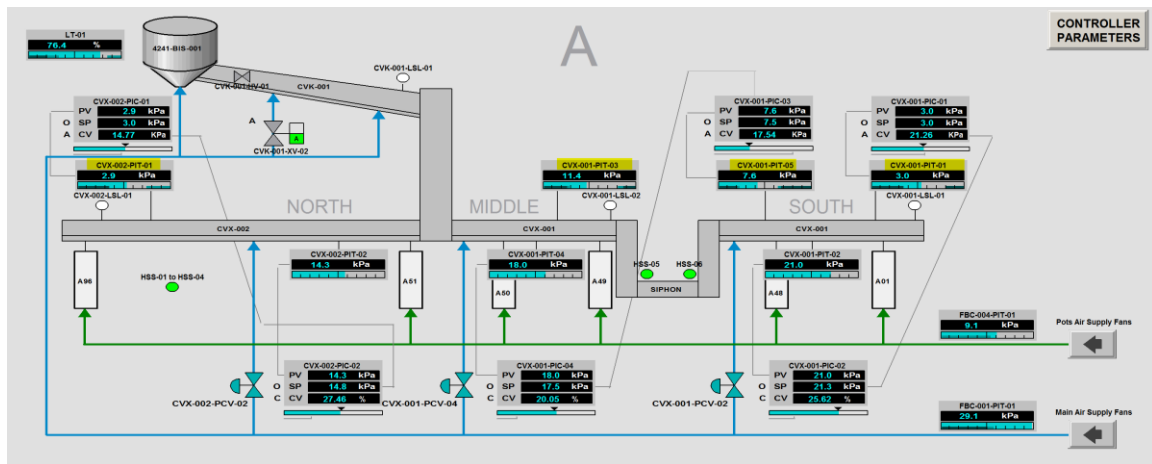 A
CONTROLLER
PARAMETERS
LT-01
76.4 %
4241-BIS-001
CVK-001-HV-01
CVK-001
CVK-001-LSL-01
A
A
CVK-001-XV-02
CVX-002-PIC-01
PV 2.9 kPa
O SP 3.0 kPa
A CV 14.77 KPa
CVX-002-PIT-01
2.9 kPa
CVX-002-LSL-01
CVX-001-PIC-03
PV 7.6 kPa
O SP 7.5 kPa
A CV 17.54 KPa
CVX-001-PIC-01
PV 3.0 kPa
O SP 3.0 kPa
A CV 21.26 KPa
CVX-001-PIT-03
11.4 kPa
CVX-001-LSL-02
CVX-001-PIT-05
7.6 kPa
CVX-001-PIT-01
3.0 kPa
CVX-001-LSL-01
NORTH
MIDDLE
SOUTH
CVX-002
CVX-001
CVX-001
A96
HSS-01 to HSS-04
CVX-002-PIT-02
14.3 kPa
A51
CVX-001-PIT-04
18.0 kPa
A50
A49
HSS-05
HSS-06
SIPHON
CVX-001-PIT-02
21.0 kPa
A48
A01
FBC-004-PIT-01
9.1 kPa
Pots Air Supply Fans
CVX-002-PIC-02
PV 14.3 kPa
O SP 14.8 kPa
C CV 27.46 %
CVX-002-PCV-02
CVX-001-PIC-04
PV 18.0 kPa
O SP 17.5 kPa
C CV 20.05 %
CVX-001-PCV-04
CVX-001-PIC-02
PV 21.0 kPa
O SP 21.3 kPa
C CV 25.62 %
CVX-001-PCV-02
FBC-001-PIT-01
29.1 kPa
Main Air Supply Fans